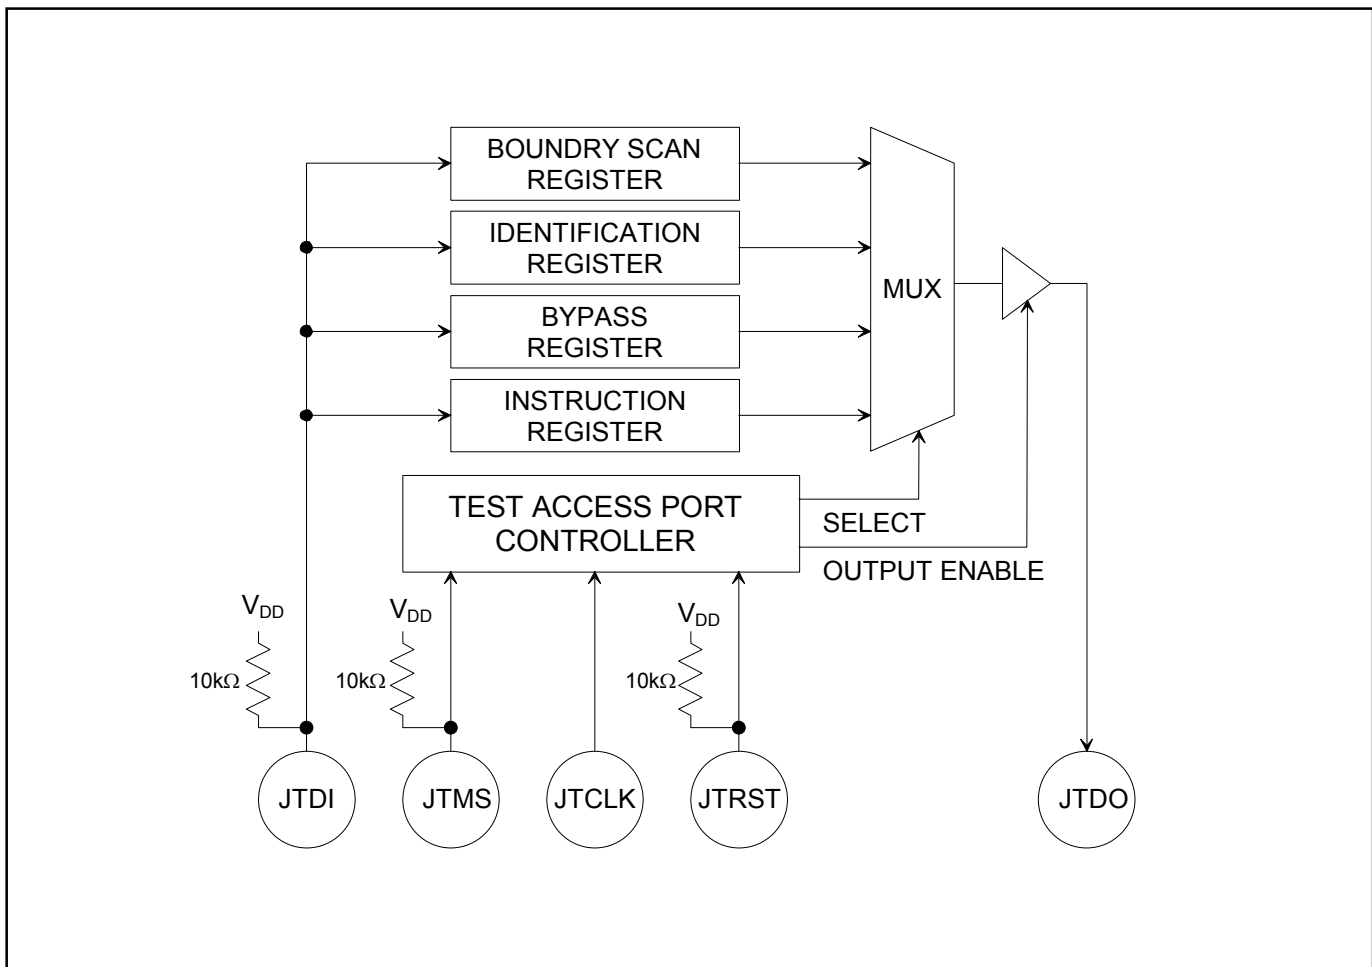 BOUNDRY SCAN
REGISTER
IDENTIFICATION
REGISTER
BYPASS
REGISTER
INSTRUCTION
REGISTER
MUX
TEST ACCESS PORT
CONTROLLER
SELECT
OUTPUT ENABLE
VDD
VDD
VDD
10kΩ
10kΩ
10kΩ
JTDI
JTMS
JTCLK
JTRST
JTDO